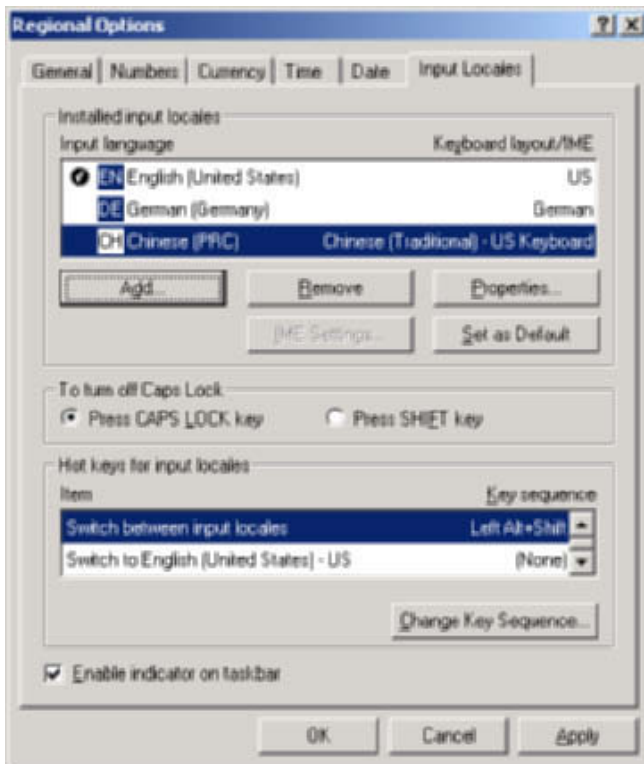 Regional Options
General Numbers Currency Time Date Input Locales
Installed input locales
Input language Keyboard layout/IME
EN English (United States) US
DE German (Germany) German
CH Chinese (PRC) Chinese (Traditional) - US Keyboard
Add... Remove Properties...
IME Settings... Set as Default
To turn off Caps Lock
Press CAPS LOCK key Press SHIFT key
Hot keys for input locales
Item Key sequence
Switch between input locales Left Alt+Shift
Switch to English (United States) - US (None)
Change Key Sequence...
Enable indicator on taskbar
OK Cancel Apply